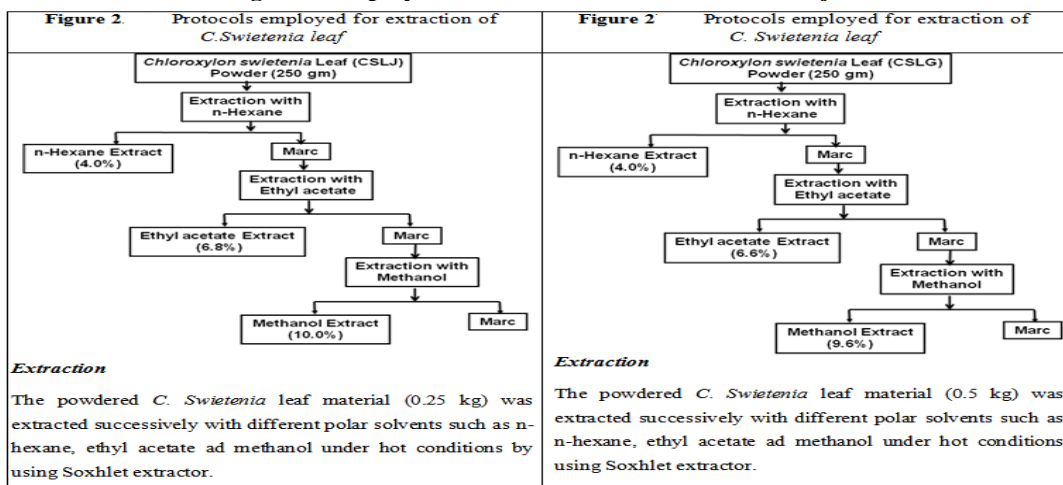 Figure 2. Protocols employed for extraction of
C.Swietenia leaf
Chloroxylon swietenia Leaf (CSLJ)
Powder (250 gm)
Extraction with
n-Hexane
n-Hexane Extract
(4.0%)
Marc
Extraction with
Ethyl acetate
Ethyl acetate Extract
(6.8%)
Marc
Extraction with
Methanol
Methanol Extract
(10.0%)
Marc
Extraction
The powdered C. Swietenia leaf material (0.25 kg) was
extracted successively with different polar solvents such as n-
hexane, ethyl acetate ad methanol under hot conditions by
using Soxhlet extractor.
Figure 2 Protocols employed for extraction of
C. Swietenia leaf
Chloroxylon swietenia Leaf (CSLG)
Powder (250 gm)
Extraction with
n-Hexane
n-Hexane Extract
(4.0%)
Marc
Extraction with
Ethyl acetate
Ethyl acetate Extract
(6.6%)
Marc
Extraction with
Methanol
Methanol Extract
(9.6%)
Marc
Extraction
The powdered C. Swietenia leaf material (0.5 kg) was
extracted successively with different polar solvents such as
n-hexane, ethyl acetate ad methanol under hot conditions
using Soxhlet extractor.